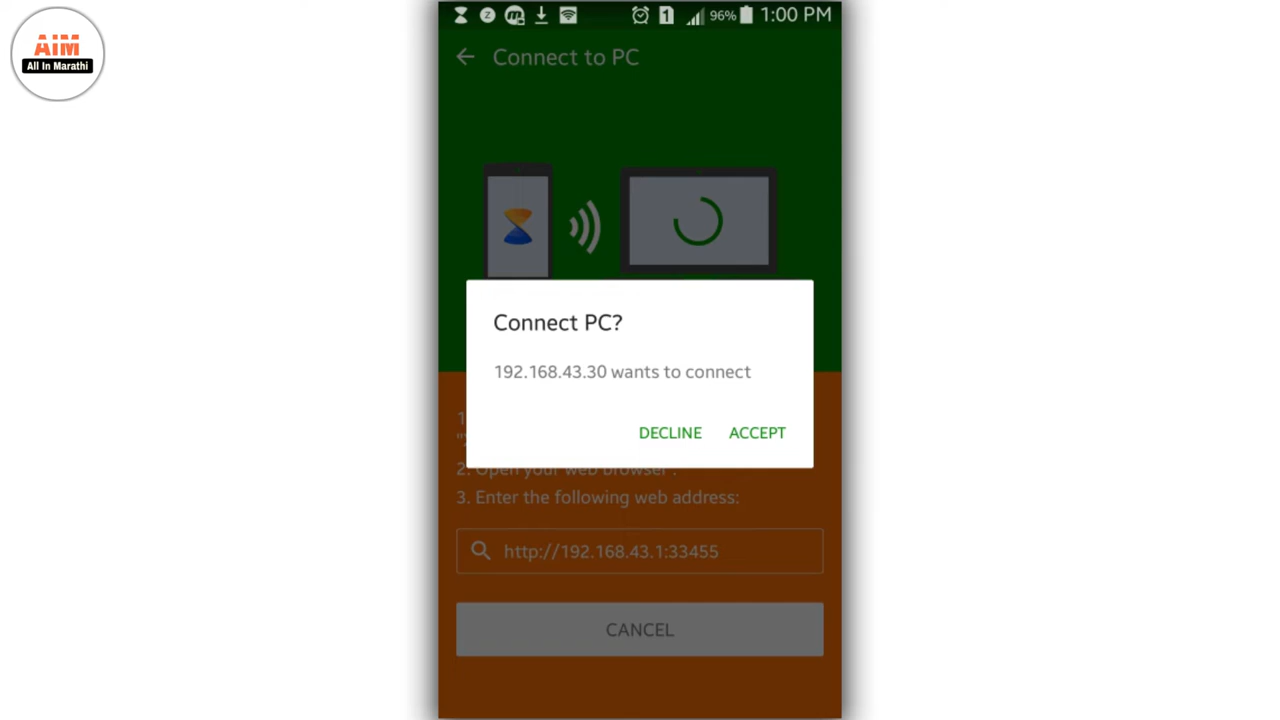 AiM
All In Marathi
Z
1
96%
1:00 PM
Connect to PC
Connect PC?
192.168.43.30 wants to connect
DECLINE
ACCEPT
2. Open your web browser .
3. Enter the following web address:
http://192.168.43.1:33455
CANCEL